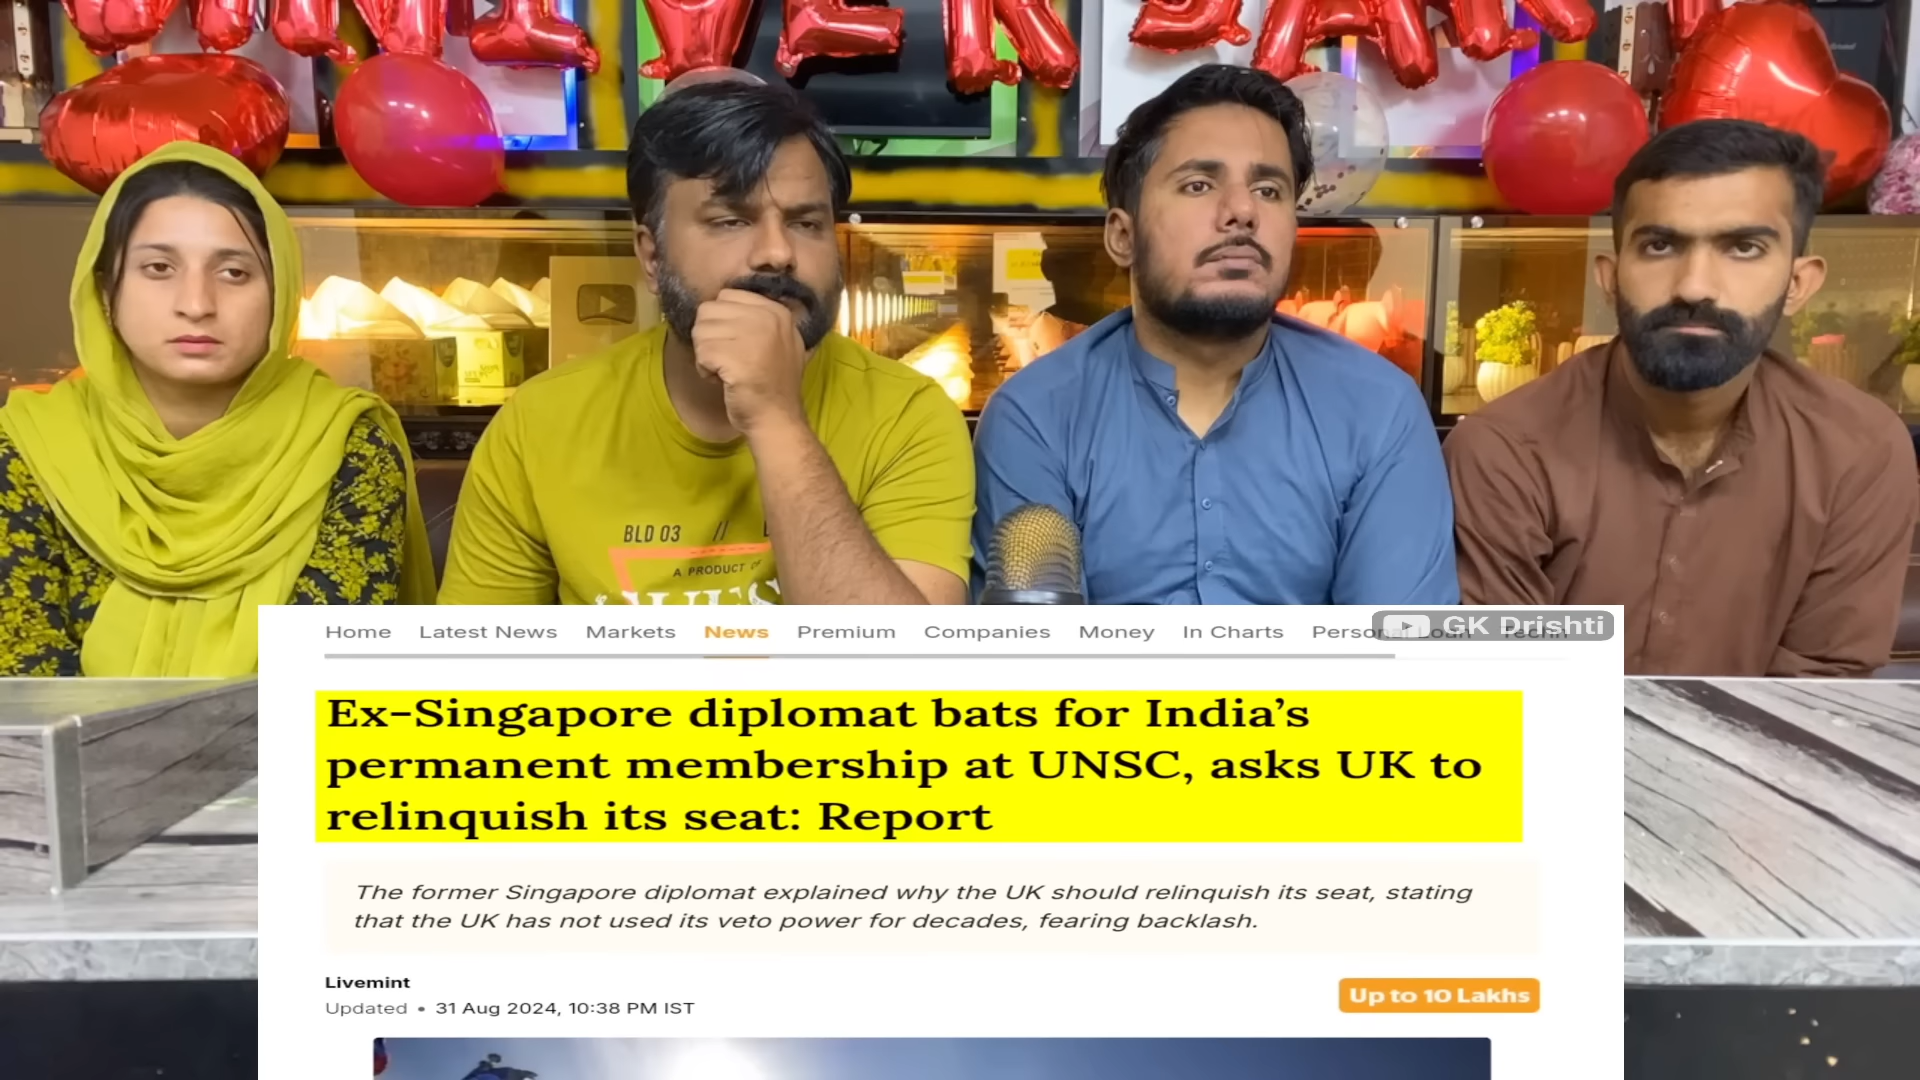 BLD 03 //
A PRODUCT OF
Home Latest News Markets News Premium Companies Money In Charts Personal Loan Techn
GK Drishti
Ex-Singapore diplomat bats for India's
permanent membership at UNSC, asks UK to
relinquish its seat: Report
The former Singapore diplomat explained why the UK should relinquish its seat, stating
that the UK has not used its veto power for decades, fearing backlash.
Livemint
Updated • 31 Aug 2024, 10:38 PM IST
Up to 10 Lakhs